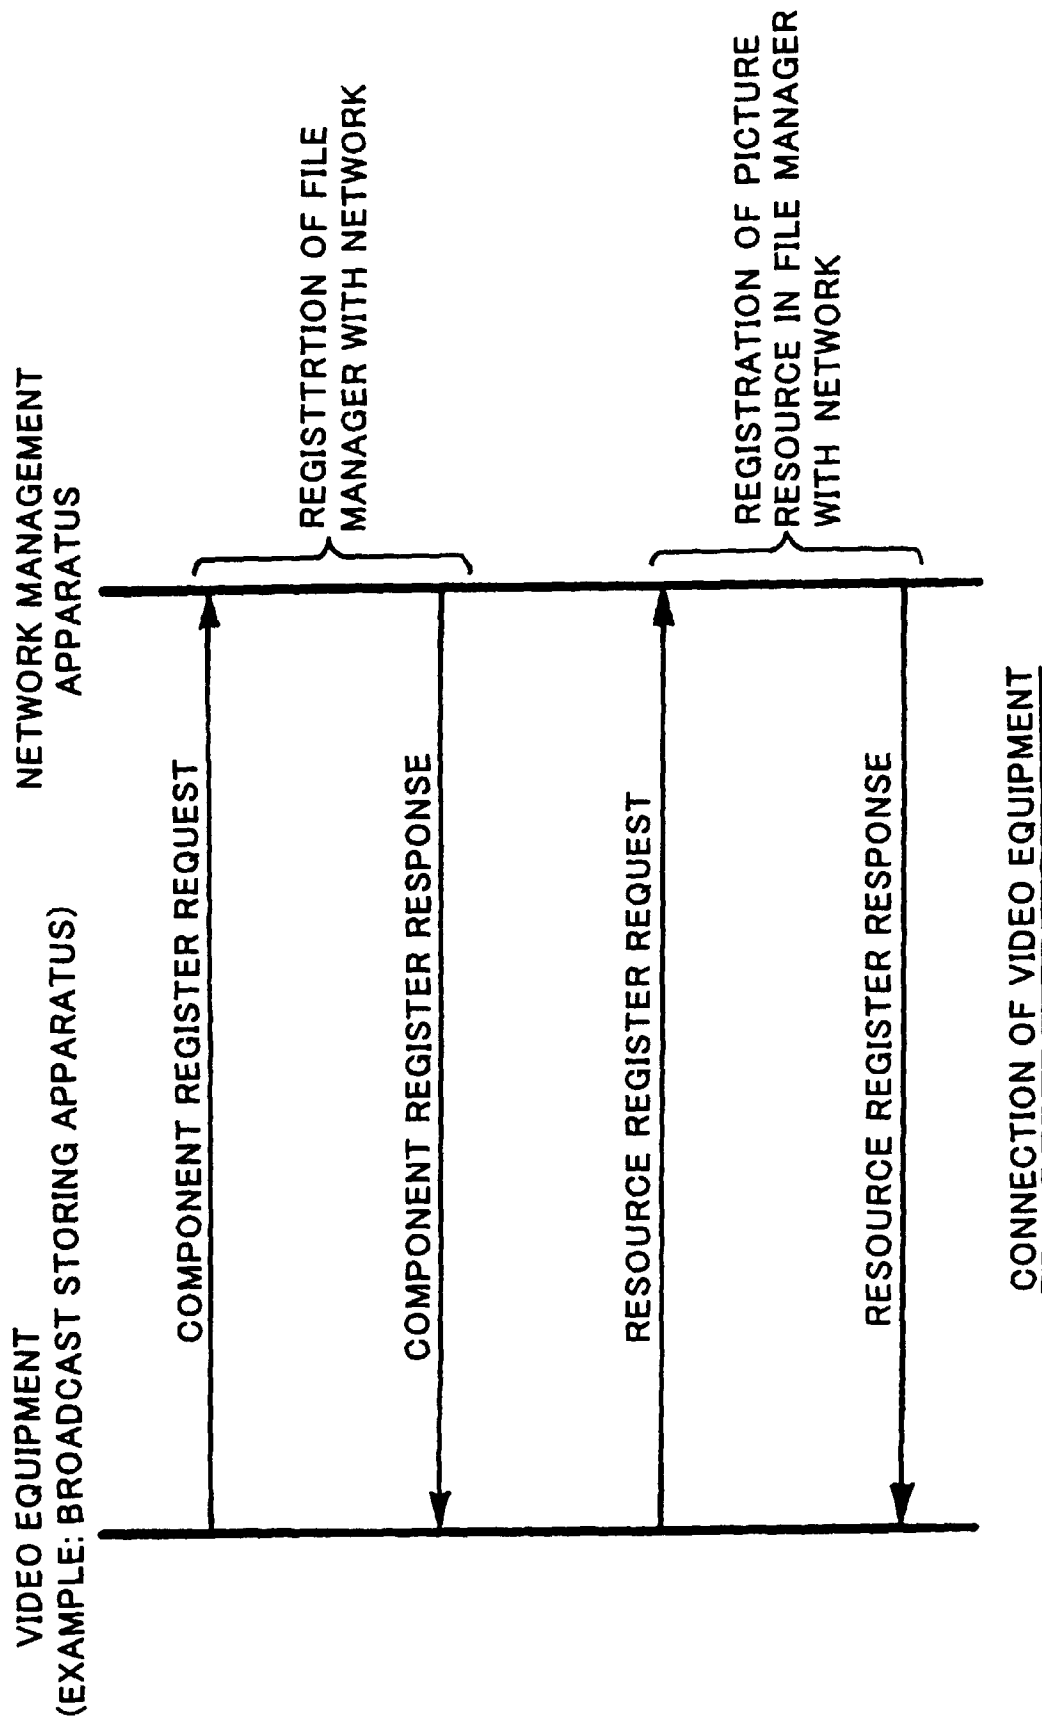 VIDEO EQUIPMENT
(EXAMPLE: BROADCAST STORING APPARATUS)
NETWORK MANAGEMENT
APPARATUS
COMPONENT REGISTER REQUEST
COMPONENT REGISTER RESPONSE
REGISTTRTION OF FILE
MANAGER WITH NETWORK
RESOURCE REGISTER REQUEST
RESOURCE REGISTER RESPONSE
REGISTRATION OF PICTURE
RESOURCE IN FILE MANAGER
WITH NETWORK
CONNECTION OF VIDEO EQUIPMENT